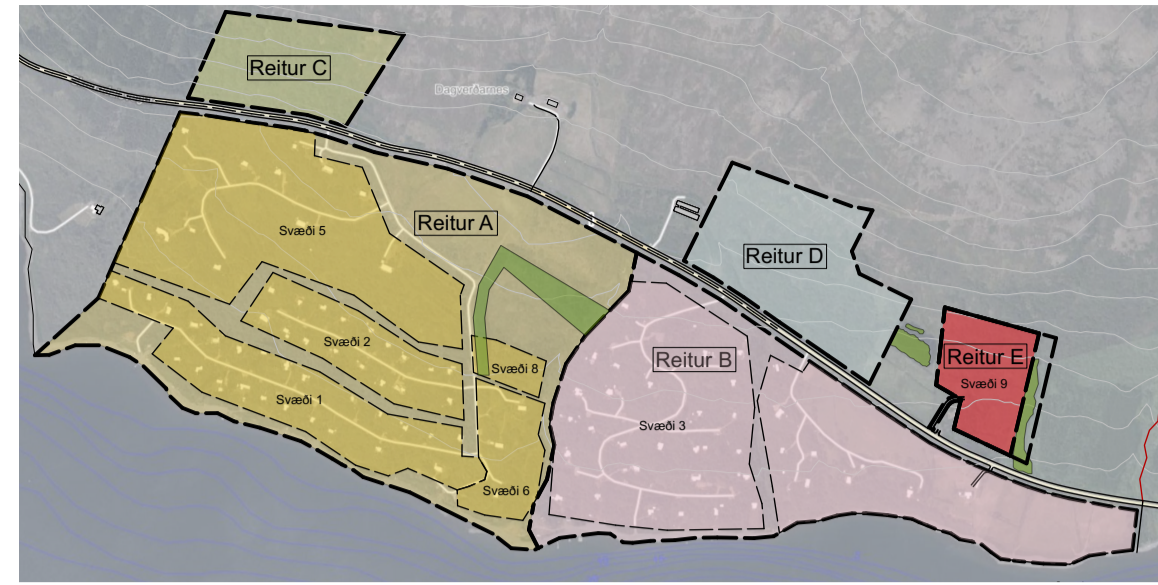 Reitur C
Dagverðarnes
Reitur A
Svæði 5
Reitur D
Svæði 2
Reitur B
Reitur E
Svæði 8
Svæði 9
Svæði 1
Svæði 3
Svæði 6